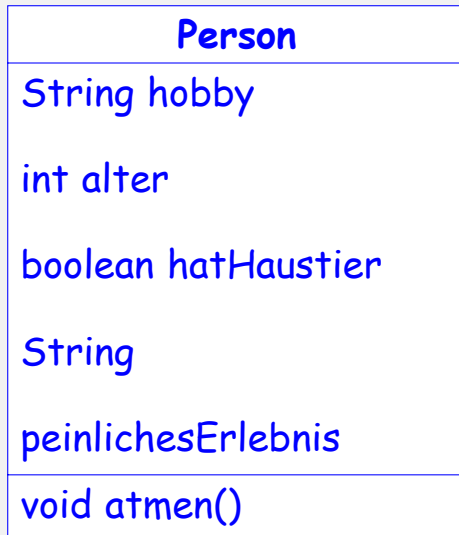 Person
String hobby
int alter
boolean hatHaustier
String
peinlichesErlebnis
void atmen()